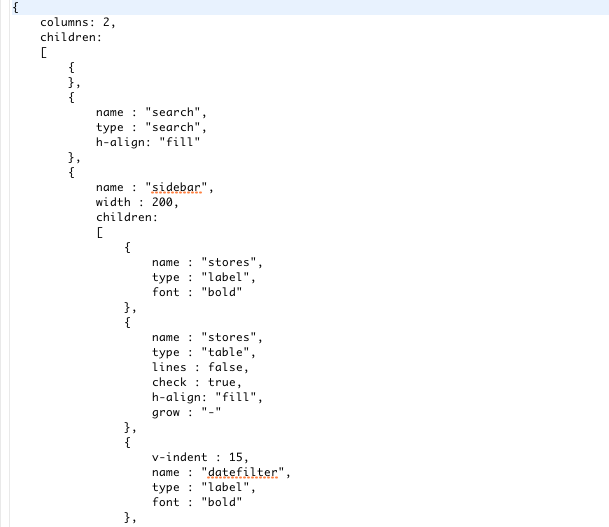 {
    columns: 2,
    children:
    [
        {
        },
        {
            name : "search",
            type : "search",
            h-align: "fill"
        },
        {
            name : "sidebar",
            width : 200,
            children:
            [
                {
                    name : "stores",
                    type : "label",
                    font : "bold"
                },
                {
                    name : "stores",
                    type : "table",
                    lines : false,
                    check : true,
                    h-align: "fill",
                    grow : "-"
                },
                {
                    v-indent : 15,
                    name : "datefilter",
                    type : "label",
                    font : "bold"
                },